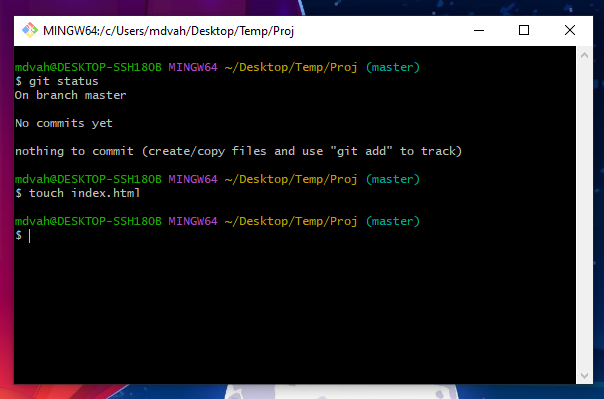 MINGW64:/c/Users/mdvah/Desktop/Temp/Proj
mdvah@DESKTOP-SSH180B MINGW64 ~/Desktop/Temp/Proj (master)
$ git status
On branch master
No commits yet
nothing to commit (create/copy files and use "git add" to track)
mdvah@DESKTOP-SSH180B MINGW64 ~/Desktop/Temp/Proj (master)
$ touch index.html
mdvah@DESKTOP-SSH180B MINGW64 ~/Desktop/Temp/Proj (master)
$